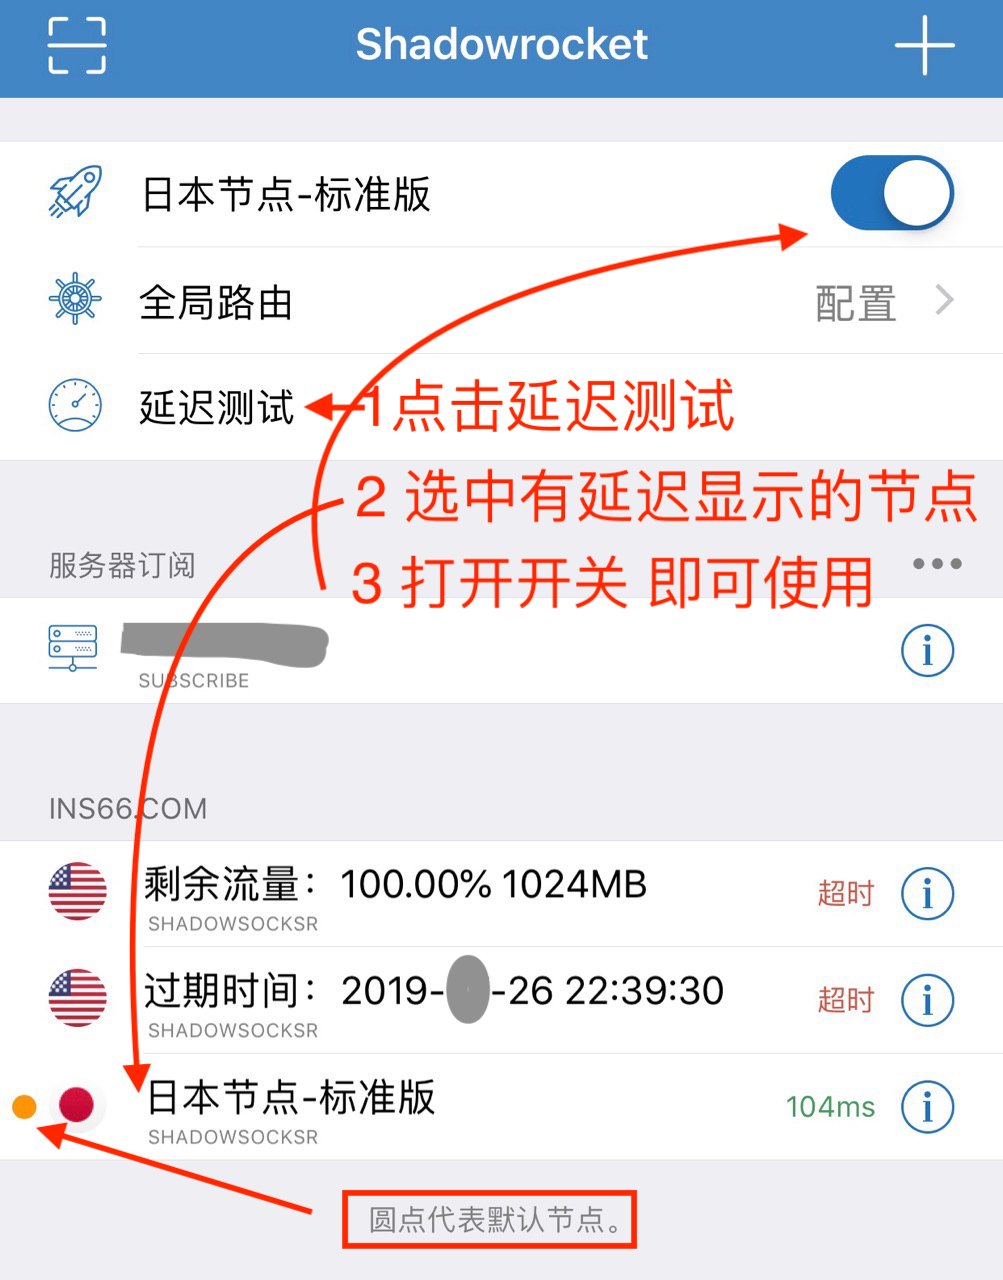 Shadowrocket
日本节点-标准版
全局路由
配置
延迟测试
1点击延迟测试
2 选中有延迟显示的节点
3 打开开关 即可使用
服务器订阅
SUBSCRIBE
INS66.COM
剩余流量：100.00% 1024MB
SHADOWSOCKSR
超时
过期时间：2019- -26 22:39:30
SHADOWSOCKSR
超时
日本节点-标准版
SHADOWSOCKSR
104ms
圆点代表默认节点。